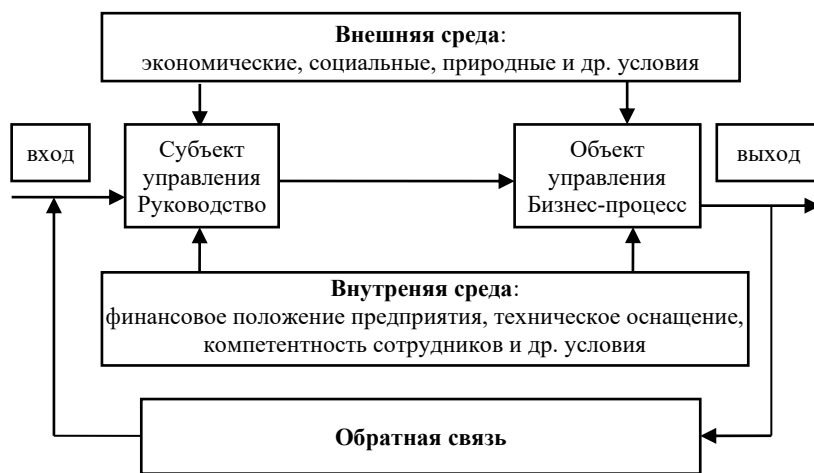 Внешняя среда:
экономические, социальные, природные и др. условия
вход
Субъект
управления
Руководство
Объект
управления
Бизнес-процесс
выход
Внутреняя среда:
финансовое положение предприятия, техническое оснащение,
компетентность сотрудников и др. условия
Обратная связь